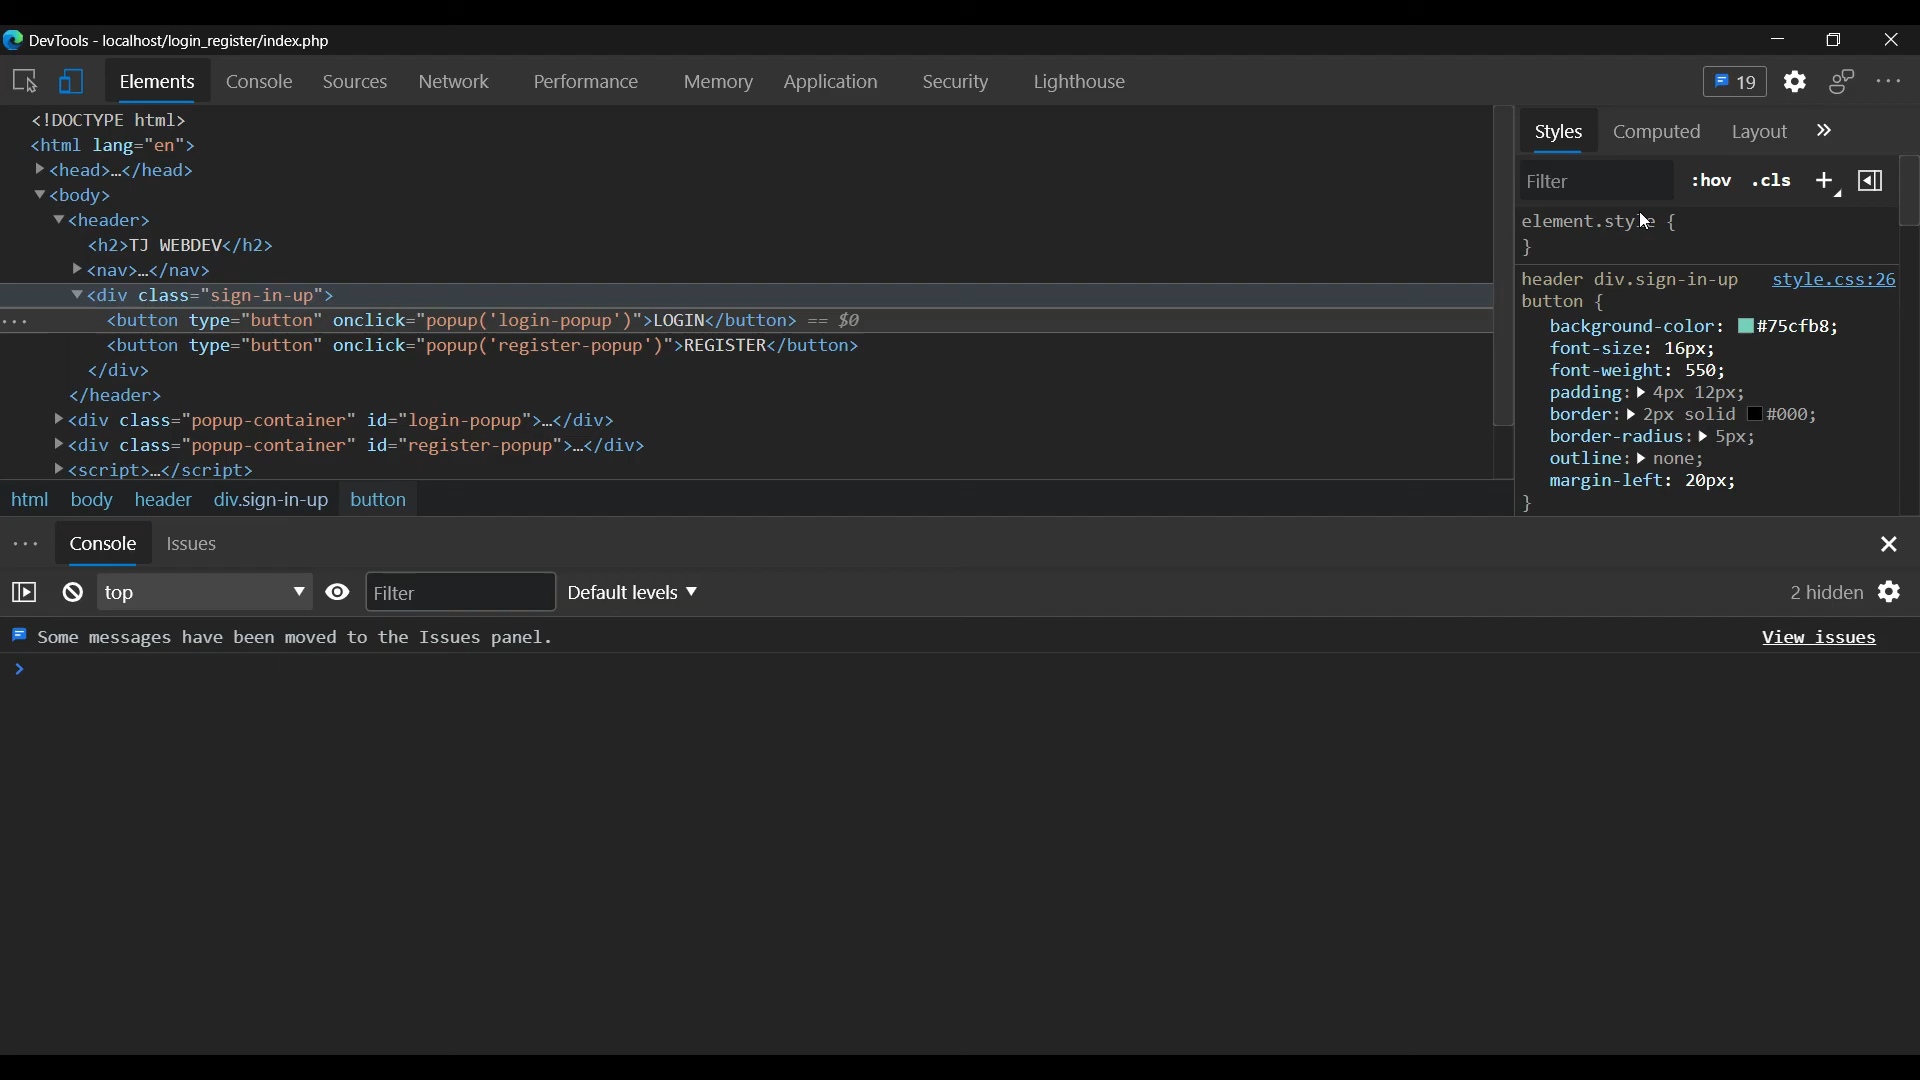 DevTools - localhost/login_register/index.php
Elements Console Sources Network Performance Memory Application Security Lighthouse 19
<!DOCTYPE html>
<html lang="en">
<head>…</head>
<body>
<header>
<h2>TJ WEBDEV</h2>
<nav>…</nav>
<div class="sign-in-up">
<button type="button" onclick="popup('login-popup')">LOGIN</button> == $0
<button type="button" onclick="popup('register-popup')">REGISTER</button>
</div>
</header>
<div class="popup-container" id="login-popup">…</div>
<div class="popup-container" id="register-popup">…</div>
<script>…</script>
html body header div.sign-in-up button
Styles Computed Layout »
Filter :hov .cls +
element.style {
}
header div.sign-in-up style.css:26
button {
background-color: #75cfb8;
font-size: 16px;
font-weight: 550;
padding: 4px 12px;
border: 2px solid #000;
border-radius: 5px;
outline: none;
margin-left: 20px;
}
Console Issues
top Filter Default levels 2 hidden
Some messages have been moved to the Issues panel. View issues